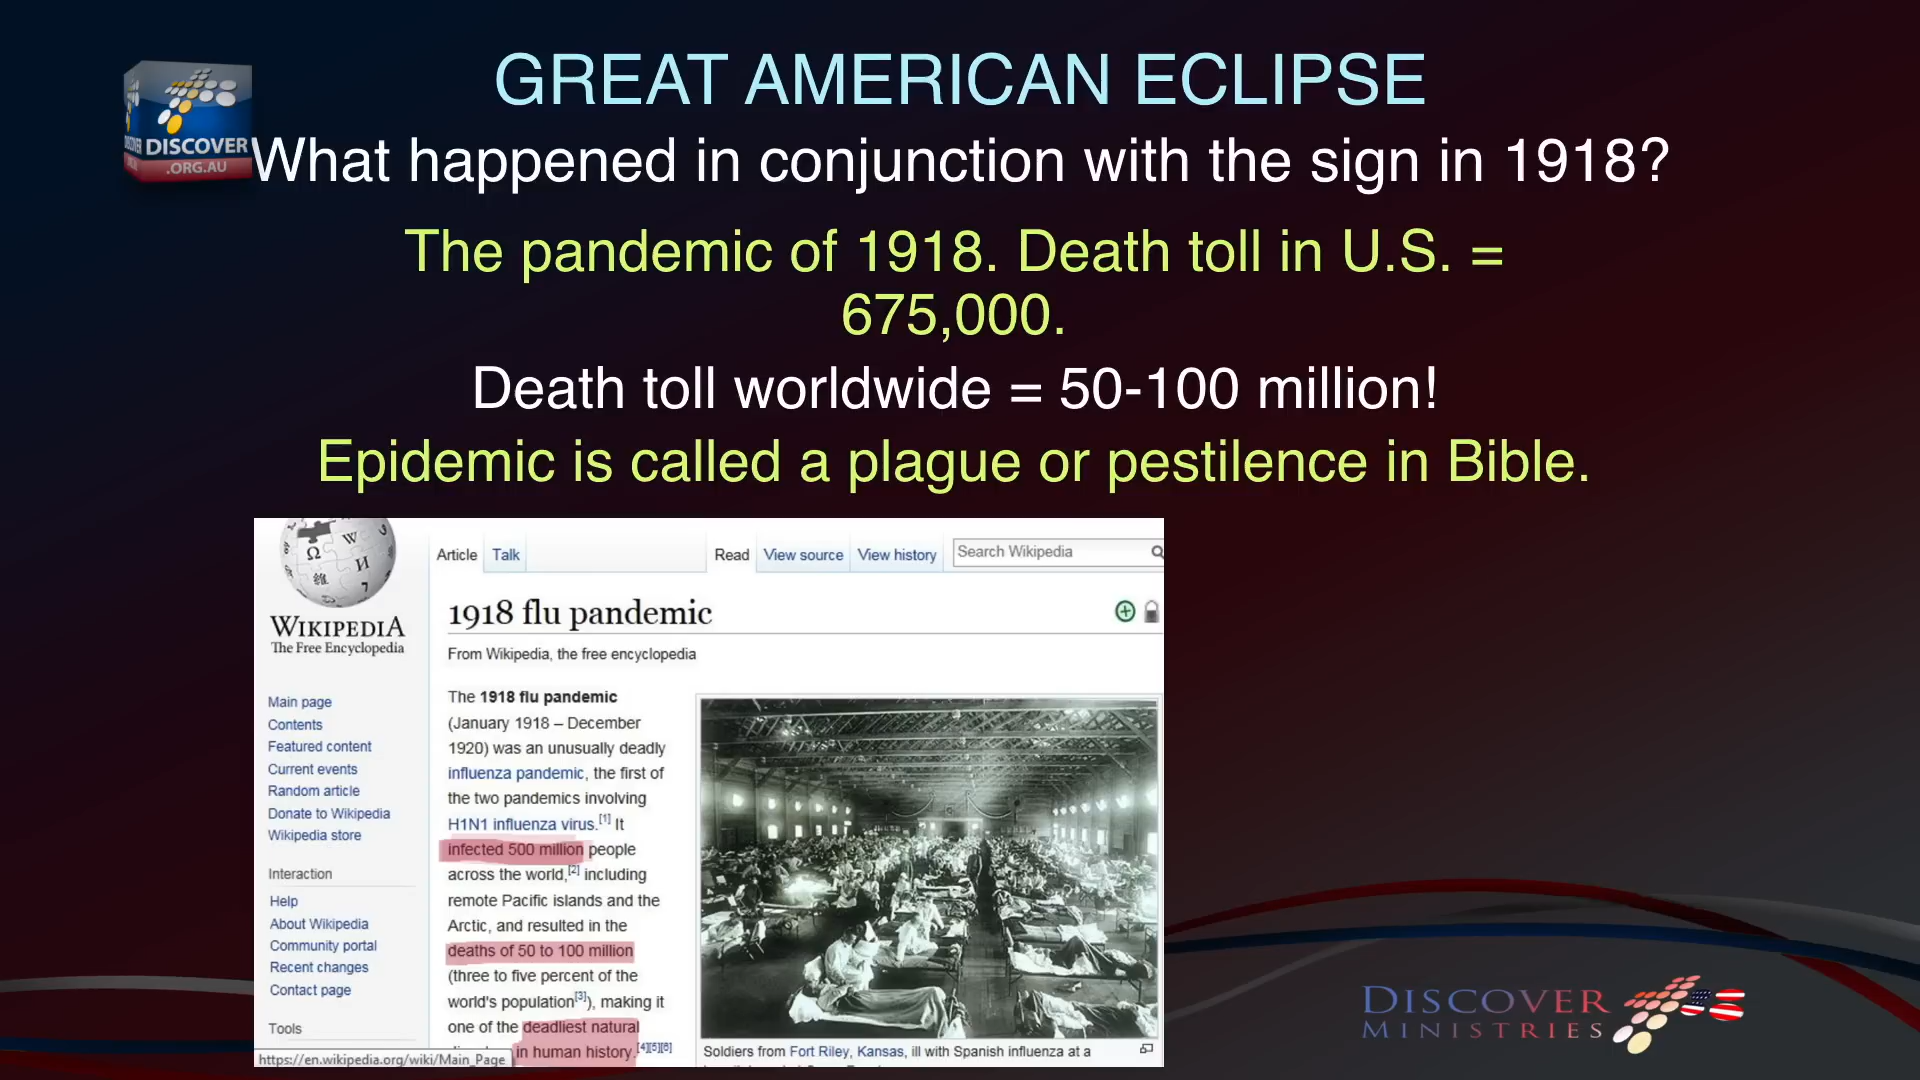 GREAT AMERICAN ECLIPSE
DISCOVER
.ORG.AU
What happened in conjunction with the sign in 1918?
The pandemic of 1918. Death toll in U.S. =
675,000.
Death toll worldwide = 50-100 million!
Epidemic is called a plague or pestilence in Bible.
WIKIPEDIA
The Free Encyclopedia
Main page
Contents
Featured content
Current events
Random article
Donate to Wikipedia
Wikipedia store
Interaction
Help
About Wikipedia
Community portal
Recent changes
Contact page
Tools
https://en.wikipedia.org/wiki/Main_Page
Article Talk Read View source View history Search Wikipedia
1918 flu pandemic
From Wikipedia, the free encyclopedia
The 1918 flu pandemic
(January 1918 – December
1920) was an unusually deadly
influenza pandemic, the first of
the two pandemics involving
H1N1 influenza virus.[1] It
infected 500 million people
across the world,[2] including
remote Pacific islands and the
Arctic, and resulted in the
deaths of 50 to 100 million
(three to five percent of the
world's population[3]), making it
one of the deadliest natural
in human history.[4][5][6]
Soldiers from Fort Riley, Kansas, ill with Spanish influenza at a
DISCOVER
MINISTRIES